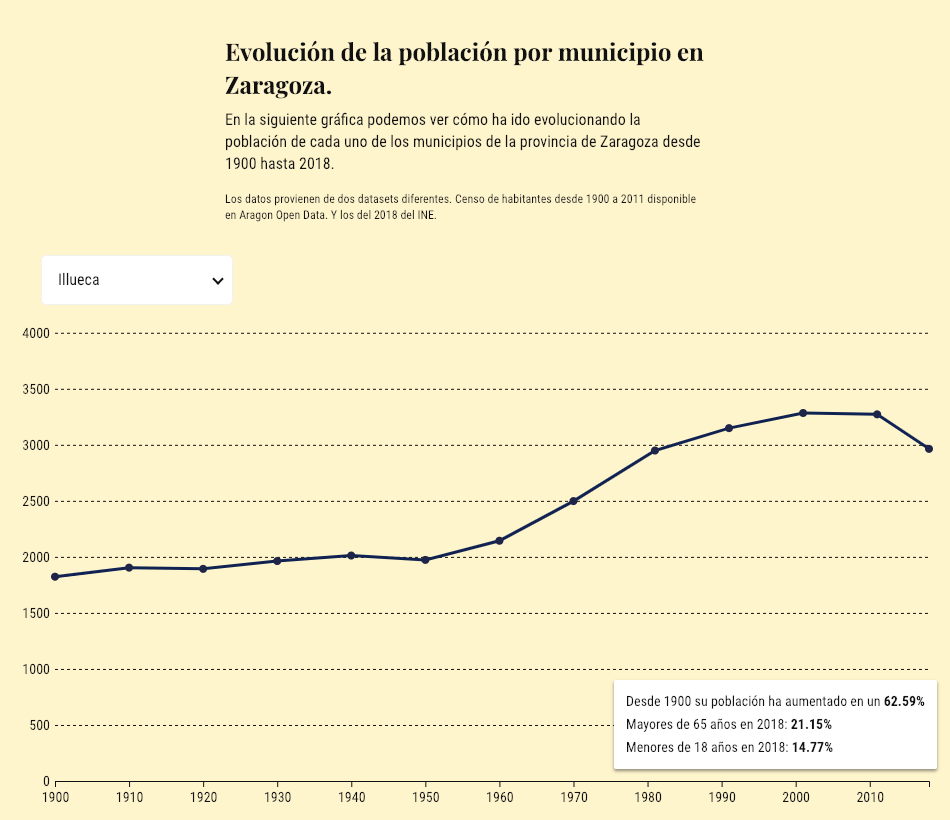 Evolución de la población por municipio en
Zaragoza.
En la siguiente gráfica podemos ver cómo ha ido evolucionando la
población de cada uno de los municipios de la provincia de Zaragoza desde
1900 hasta 2018.
Los datos provienen de dos datasets diferentes. Censo de habitantes desde 1900 a 2011 disponible
en Aragon Open Data. Y los del 2018 del INE.
Illueca
4000
3500
3000
2500
2000
1500
1000
500
0
Desde 1900 su población ha aumentado en un 62.59%
Mayores de 65 años en 2018: 21.15%
Menores de 18 años en 2018: 14.77%
1900 1910 1920 1930 1940 1950 1960 1970 1980 1990 2000 2010